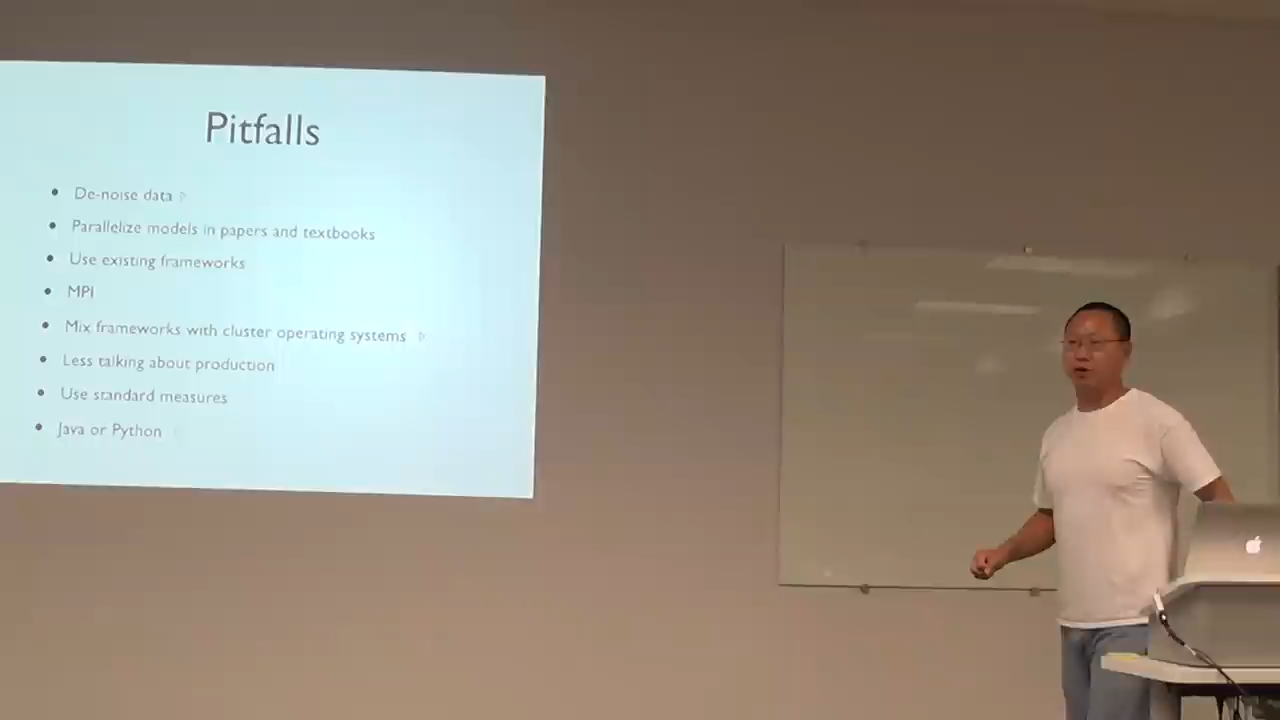 Pitfalls
De-noise data
Parallelize models in papers and textbooks
Use existing frameworks
MPI
Mix frameworks with cluster operating systems
Less talking about production
Use standard measures
Java or Python